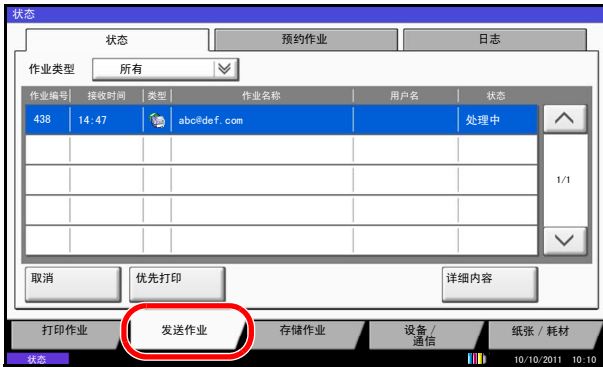 状态
状态 预约作业 日志
作业类型 所有
作业编号 接收时间 类型 作业名称 用户名 状态
438 14:47 abc@def.com 处理中
1/1
取消 优先打印 详细内容
打印作业 发送作业 存储作业 设备/ 纸张/耗材
通信
状态 10/10/2011 10:10